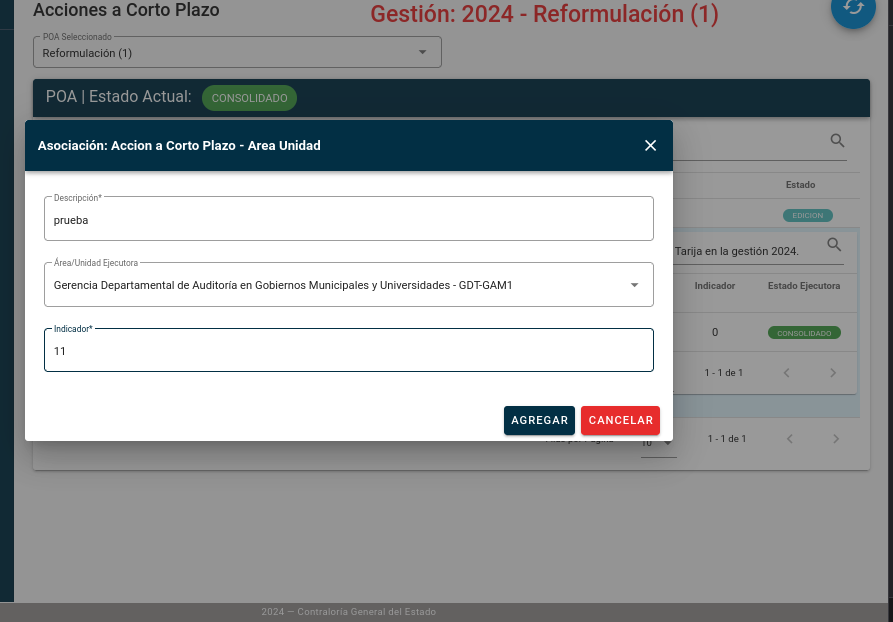 Acciones a Corto Plazo
Gestión: 2024 - Reformulación (1)
POA Seleccionado
Reformulación (1)
POA | Estado Actual: CONSOLIDADO
Asociación: Accion a Corto Plazo - Area Unidad
Estado
Descripción*
prueba
EDICION
Tarija en la gestión 2024.
Área/Unidad Ejecutora
Gerencia Departamental de Auditoría en Gobiernos Municipales y Universidades - GDT-GAM1
Indicador
Estado Ejecutora
Indicador*
11
0
CONSOLIDADO
1 - 1 de 1
AGREGAR
CANCELAR
10
1 - 1 de 1
2024 — Contraloría General del Estado